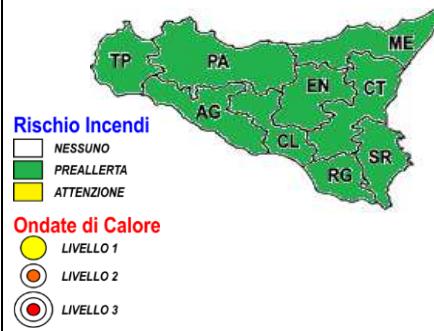 ME
TP
PA
EN
CT
AG
CL
SR
RG
Rischio Incendi
NESSUNO
PREALLERTA
ATTENZIONE
Ondate di Calore
LIVELLO 1
LIVELLO 2
LIVELLO 3